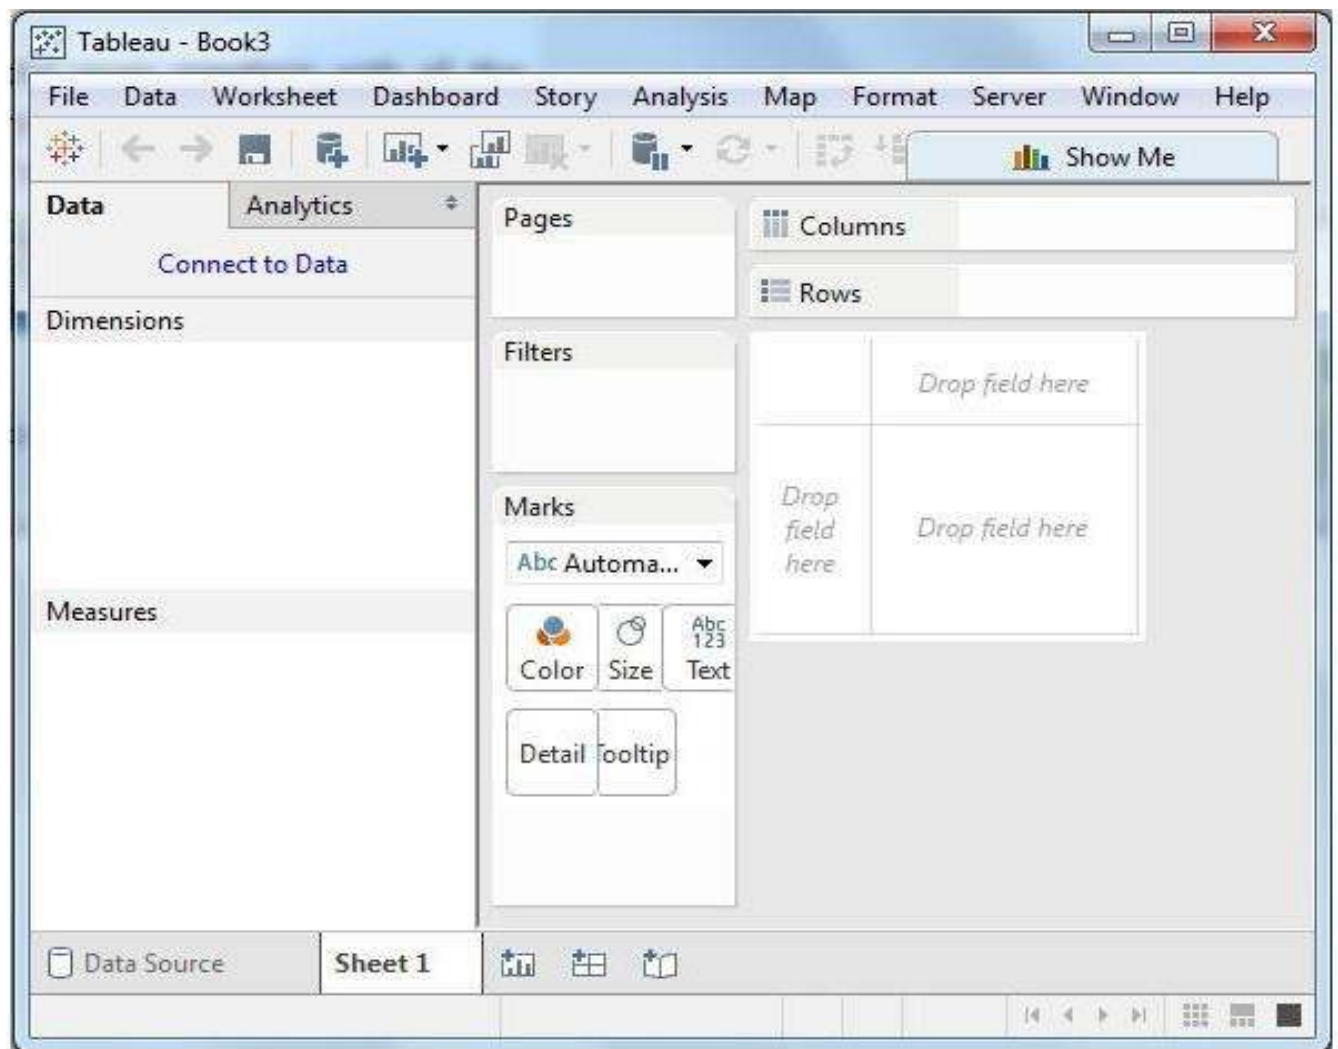 Tableau - Book3
File Data Worksheet Dashboard Story Analysis Map Format Server Window Help
Show Me
Data Analytics
Connect to Data
Dimensions
Measures
Pages
Filters
Marks
Abc Automa...
Color Size Abc 123 Text
Detail ooltip
Columns
Rows
Drop field here
Drop
field
here
Drop field here
Data Source Sheet 1